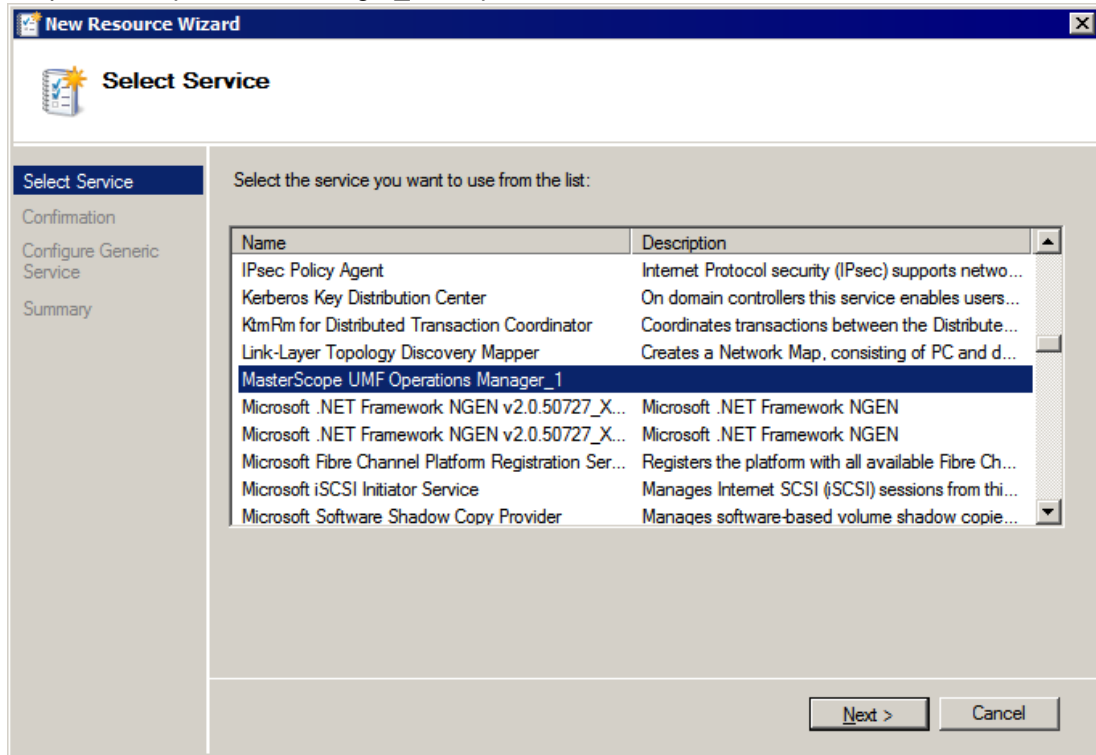 New Resource Wizard
Select Service
Select Service
Confirmation
Configure Generic
Service
Summary
Select the service you want to use from the list:
Name Description
IPsec Policy Agent Internet Protocol security (IPsec) supports netwo...
Kerberos Key Distribution Center On domain controllers this service enables users...
KtmRm for Distributed Transaction Coordinator Coordinates transactions between the Distribute...
Link-Layer Topology Discovery Mapper Creates a Network Map, consisting of PC and d...
MasterScope UMF Operations Manager_1
Microsoft .NET Framework NGEN v2.0.50727_X... Microsoft .NET Framework NGEN
Microsoft .NET Framework NGEN v2.0.50727_X... Microsoft .NET Framework NGEN
Microsoft Fibre Channel Platform Registration Ser... Registers the platform with all available Fibre Ch...
Microsoft iSCSI Initiator Service Manages Internet SCSI (iSCSI) sessions from thi...
Microsoft Software Shadow Copy Provider Manages software-based volume shadow copie...
Next > Cancel